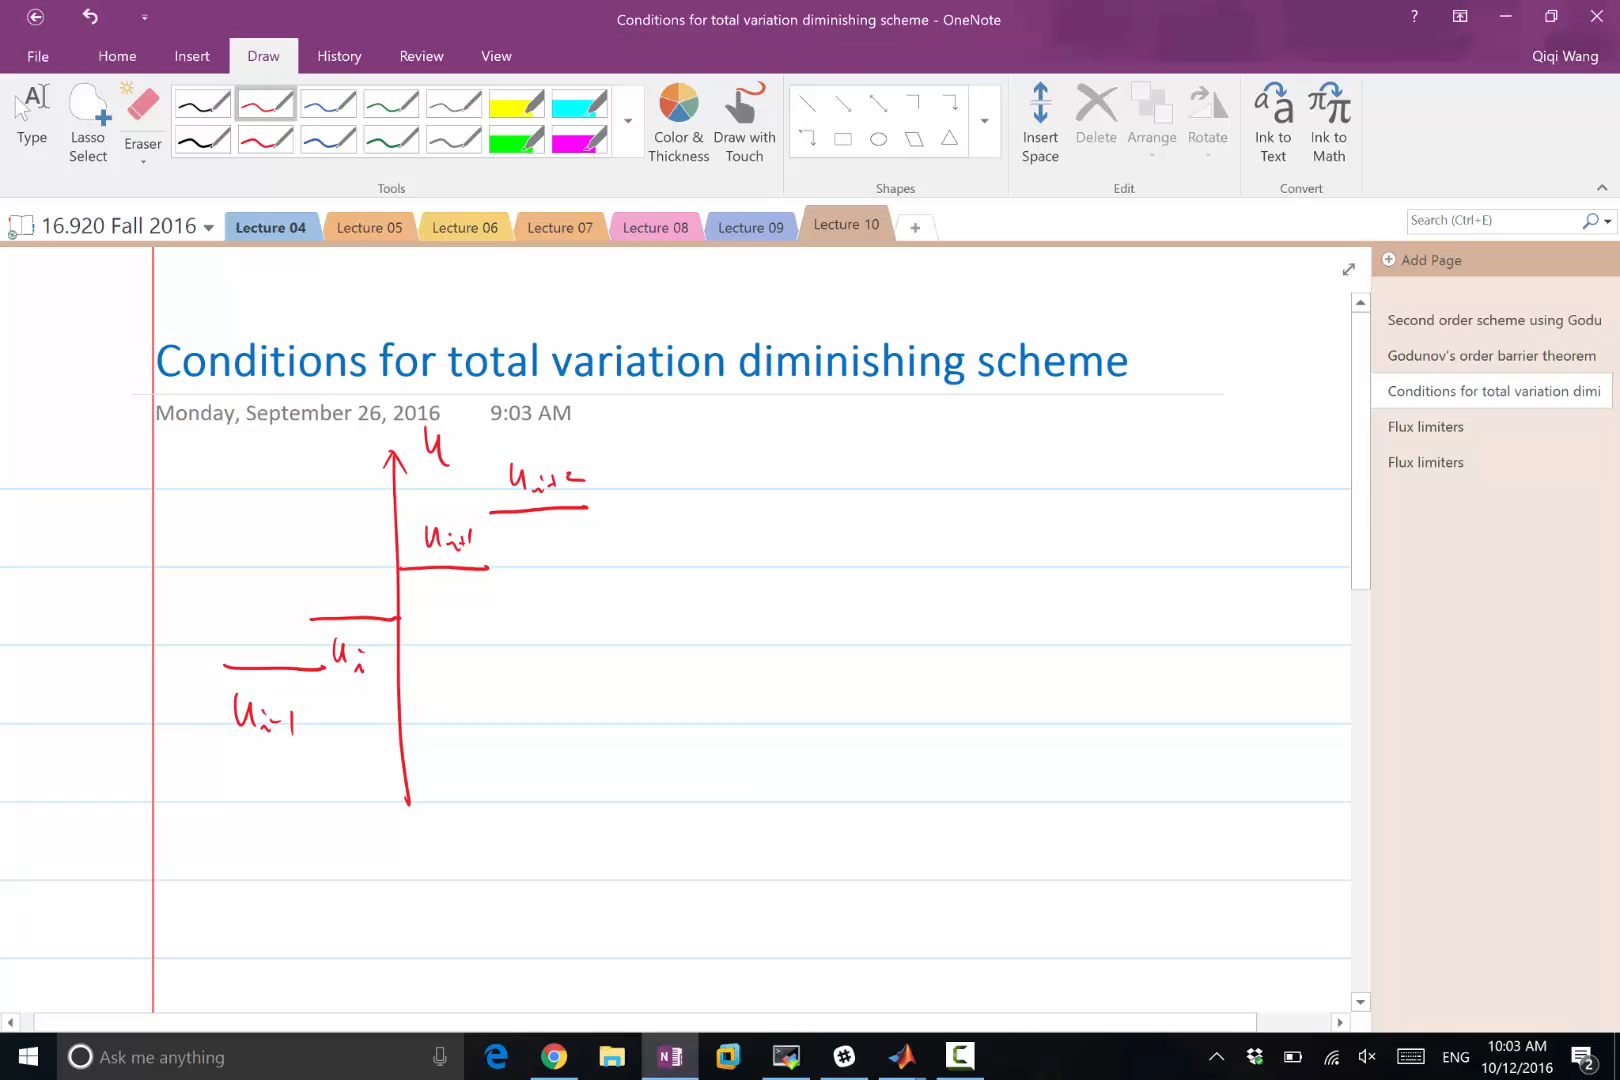 Conditions for total variation diminishing scheme - OneNote
?
File
Home
Insert
Draw
History
Review
View
Qiqi Wang
Type
Lasso Select
Eraser
Color & Thickness
Draw with Touch
Insert Space
Delete
Arrange
Rotate
Ink to Text
Ink to Math
Tools
Shapes
Edit
Convert
16.920 Fall 2016
Lecture 04
Lecture 05
Lecture 06
Lecture 07
Lecture 08
Lecture 09
Lecture 10
Search (Ctrl+E)
Add Page
Second order scheme using Godu
Godunov's order barrier theorem
Conditions for total variation dimi
Flux limiters
Flux limiters
Conditions for total variation diminishing scheme
Monday, September 26, 2016 9:03 AM
u
u_{i+2}
u_{i+1}
u_i
u_{i-1}
Ask me anything
ENG
10:03 AM
10/12/2016
2